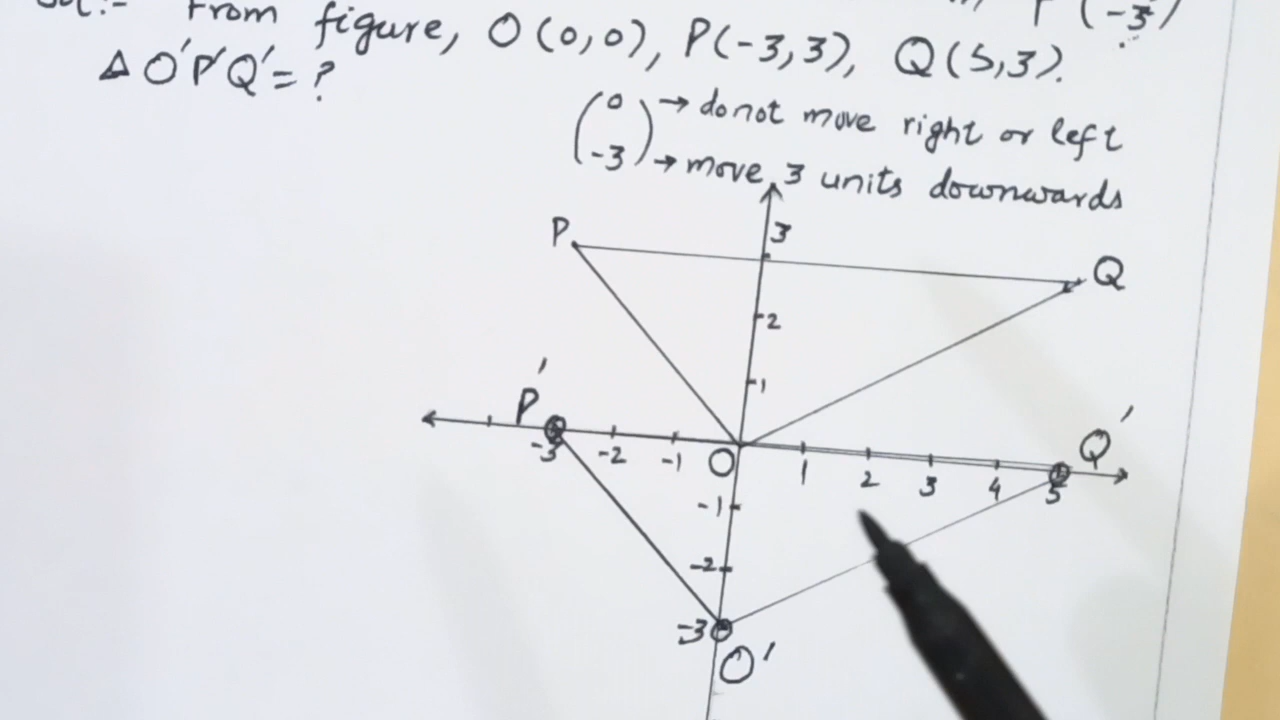 Sol:- From figure, O(0,0), P(-3,3), Q(5,3).
Δ O'P'Q' = ?
0 → do not move right or left
-3 → move 3 units downwards
3
P
Q
2
1
P'
Q'
-3 -2 -1 O 1 2 3 4 5
-1
-2
-3
O'